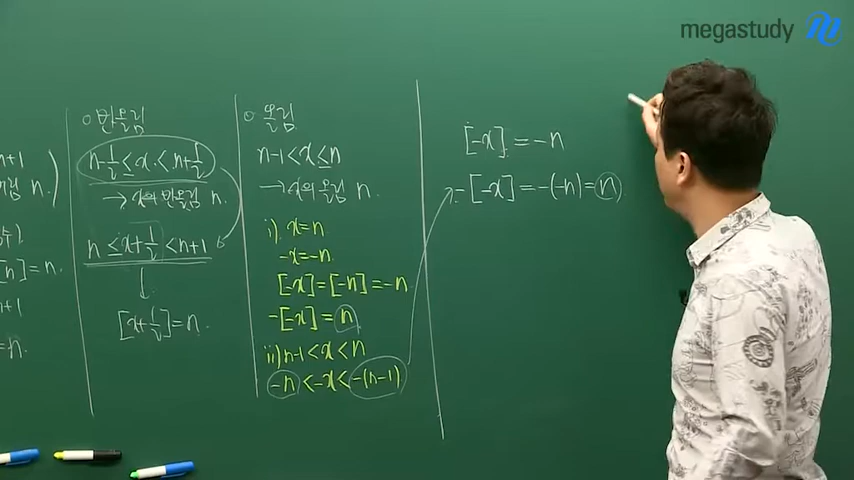 megastudy
n+1
n.
[n]=n.
n+1
=n.
○ 반올림
n-1/2≤x<n+1/2
→ x의 반올림 n.
n≤x+1/2<n+1
↓
[x+1/2]=n.
○ 올림
n-1<x≤n
→ x의 올림 n.
i) x=n
-x=-n
[-x]=[-n]=-n
-[-x]=n
ii) n-1<x<n
-n<-x<-(n-1)
[-x]=-n
-[-x]=-(-n)=n